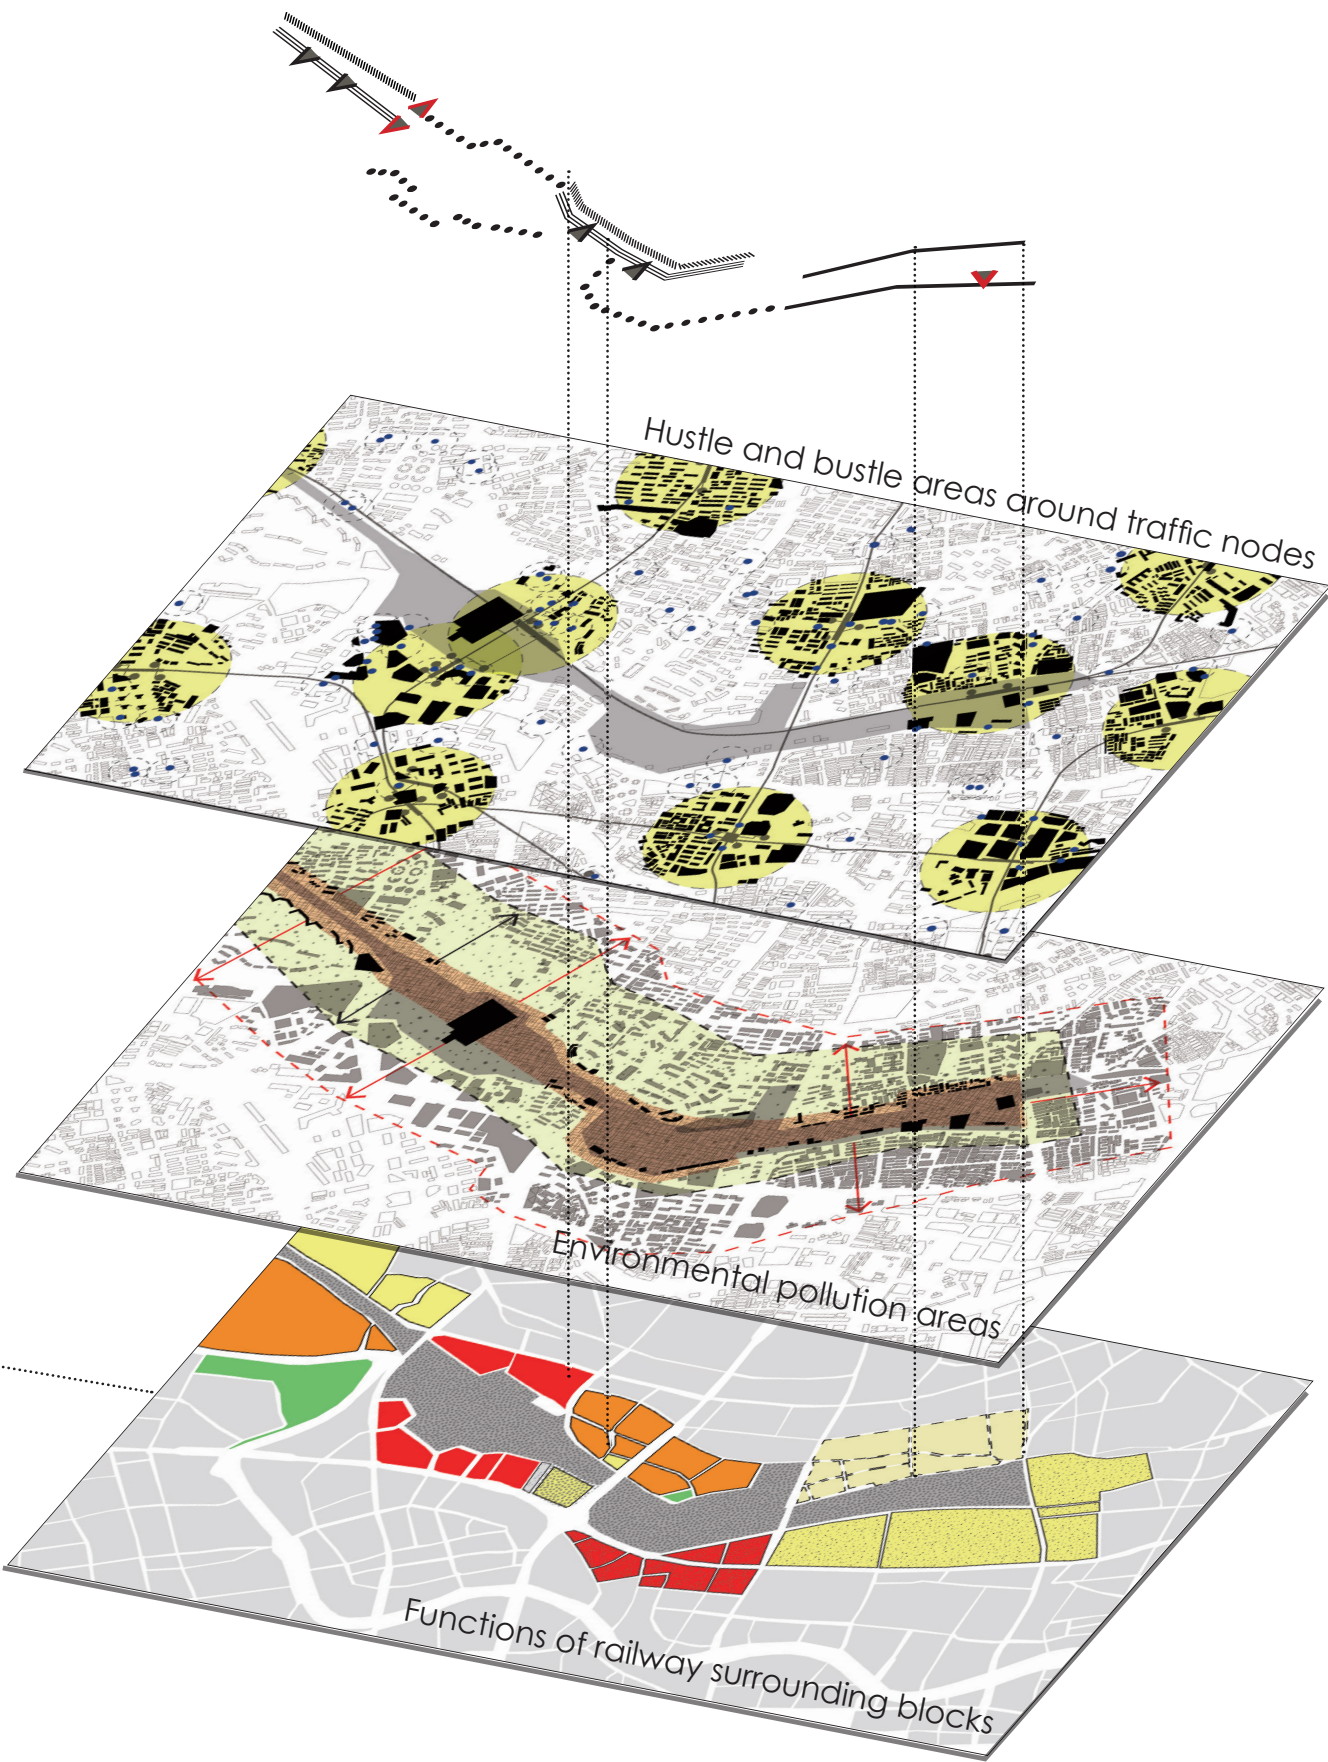 Hustle and bustle areas around traffic nodes
Environmental pollution areas
Functions of railway surrounding blocks